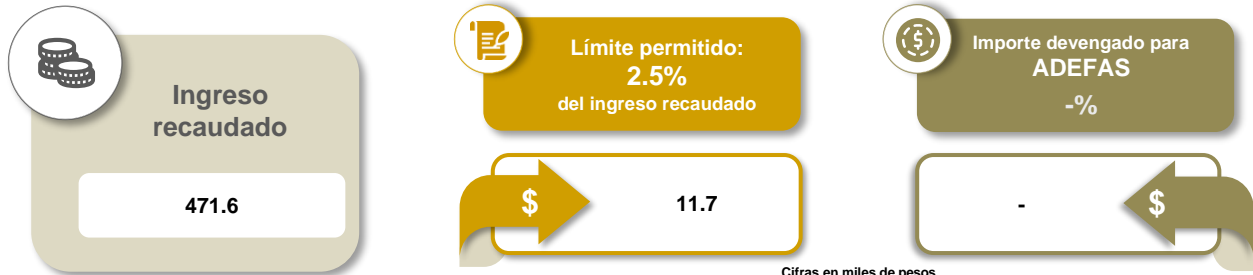 Ingreso
recaudado
471.6
Límite permitido:
2.5%
del ingreso recaudado
$
11.7
Importe devengado para
ADEFAS
-%
-
$
Cifras en miles de pesos